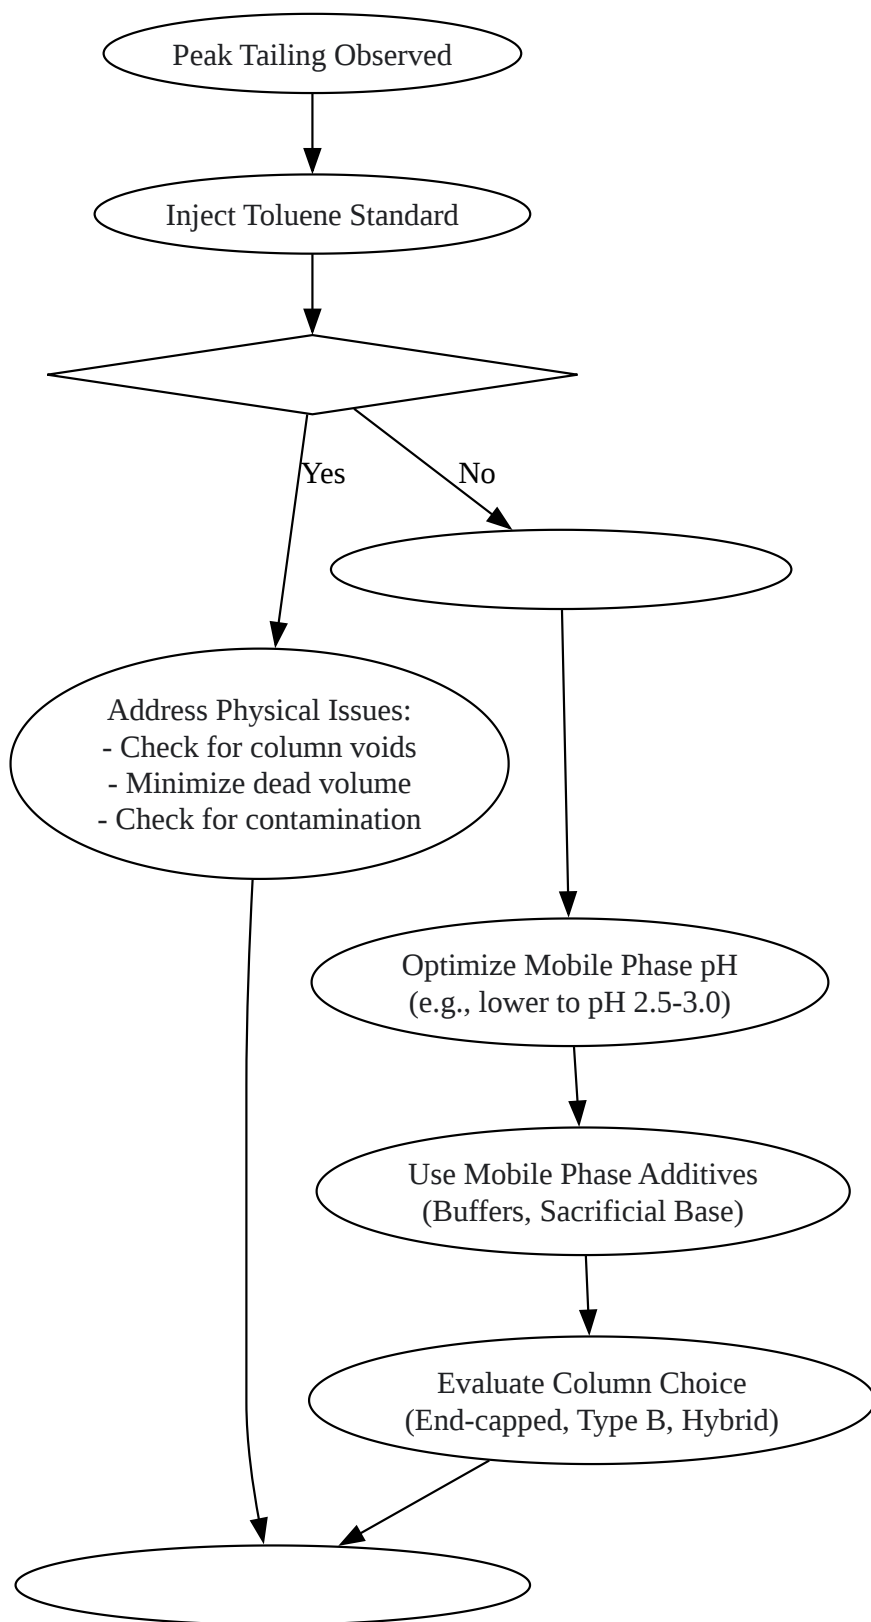 Peak Tailing Observed
Inject Toluene Standard
Yes
No
Address Physical Issues:
- Check for column voids
- Minimize dead volume
- Check for contamination
Optimize Mobile Phase pH
(e.g., lower to pH 2.5-3.0)
Use Mobile Phase Additives
(Buffers, Sacrificial Base)
Evaluate Column Choice
(End-capped, Type B, Hybrid)